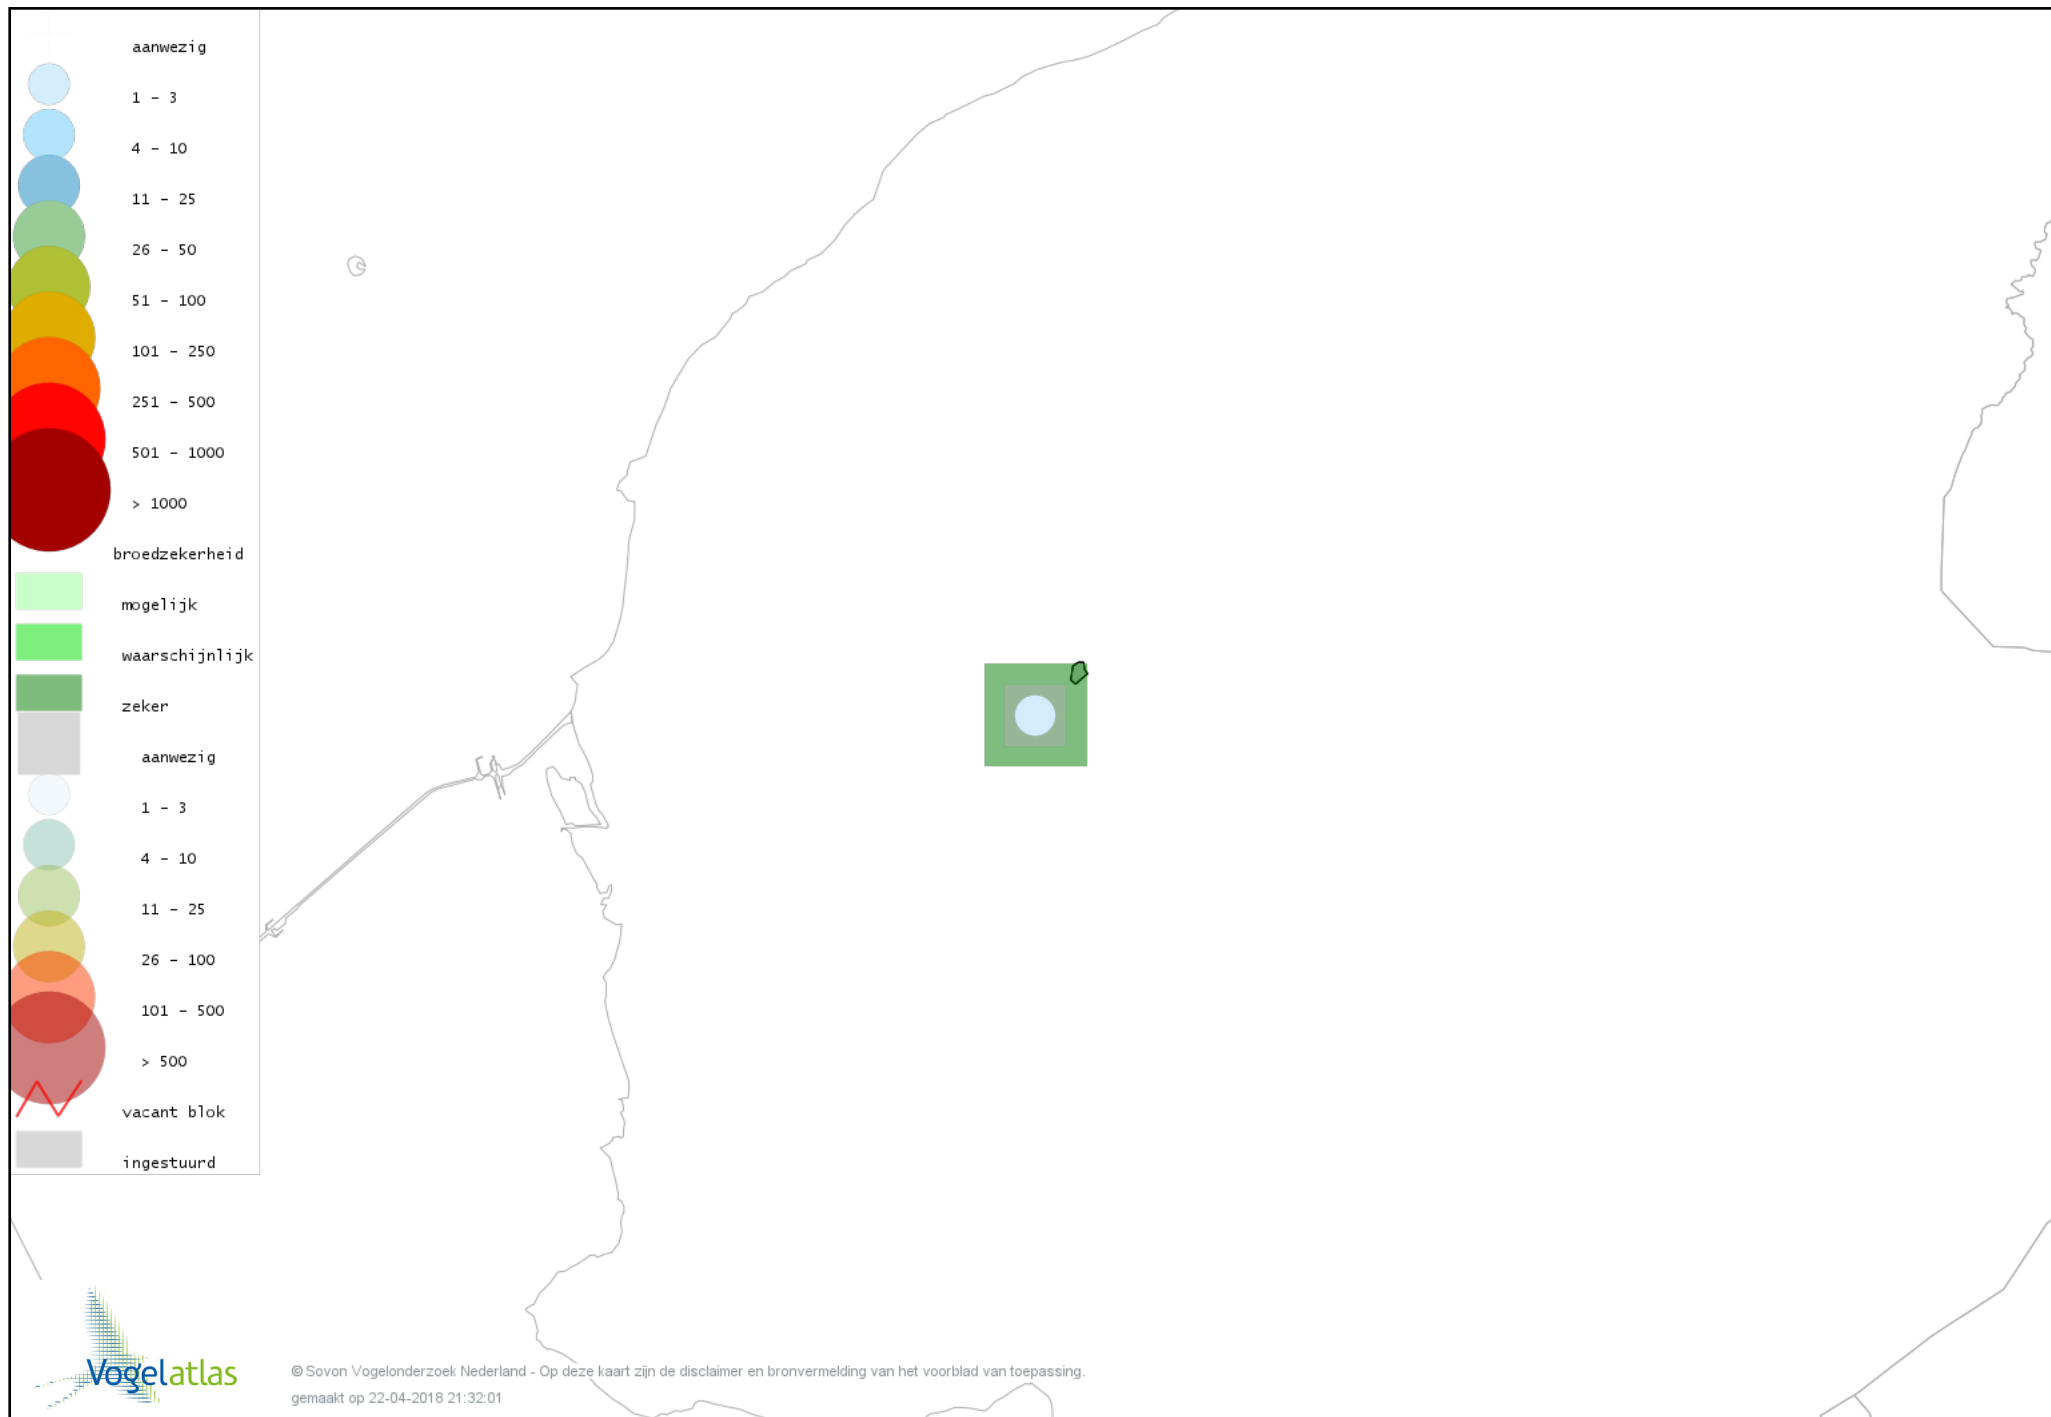 aanwezig
1 - 3
4 - 10
11 - 25
26 - 50
51 - 100
101 - 250
251 - 500
501 - 1000
> 1000
broedzekerheid
mogelijk
waarschijnlijk
zeker
aanwezig
1 - 3
4 - 10
11 - 25
26 - 100
101 - 500
> 500
vacant blok
ingestuurd
Vogelatlas
© Sovon Vogelonderzoek Nederland - Op deze kaart zijn de disclaimer en bronvermelding van het voorblad van toepassing.
gemaakt op 22-04-2018 21:32:01